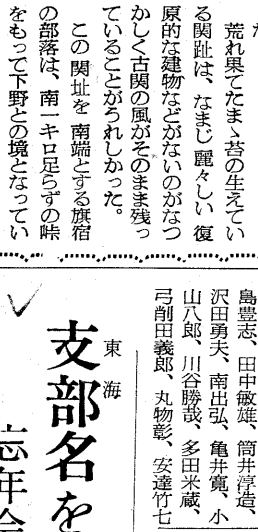 荒れ果てたまゝ苔の生えてい
る関趾は、なまじ麗々しい復
原的な建物などがないのがなつ
かしく古関の風がそのまま残っ
ていることがうれしかった。
この関址を南端とする旗宿
の部落は、南一キロ足らずの峠
をもって下野との境となってい
島豊志、田中敏雄、筒井淳造、
沢田勇夫、南出弘、亀井寛、小
山八郎、川谷勝哉、多田米蔵、
弓削田義郎、丸物彰、安達竹七
東海
支部名を
忘年会